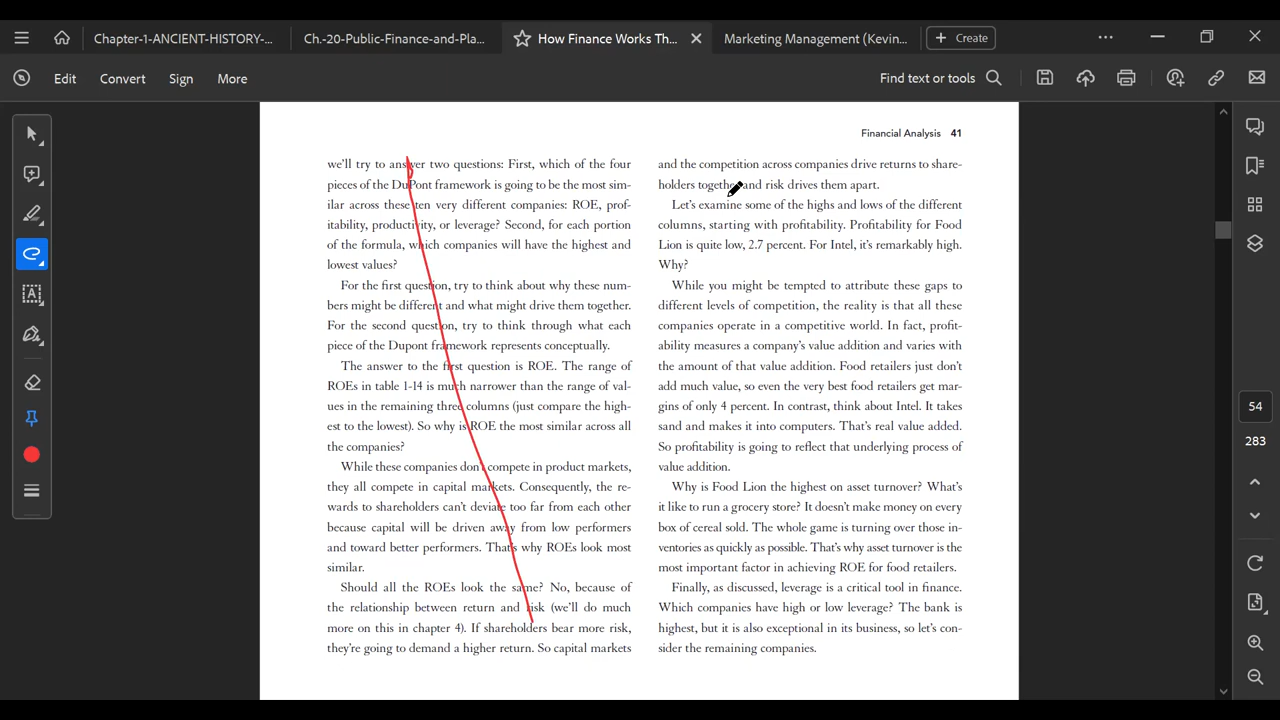 Chapter-1-ANCIENT-HISTORY-...
Ch.-20-Public-Finance-and-Pla...
How Finance Works Th...
Marketing Management (Kevin...
Create
Edit
Convert
Sign
More
Find text or tools
Financial Analysis 41
we'll try to answer two questions: First, which of the four
pieces of the DuPont framework is going to be the most sim-
ilar across these ten very different companies: ROE, prof-
itability, productivity, or leverage? Second, for each portion
of the formula, which companies will have the highest and
lowest values?
For the first question, try to think about why these num-
bers might be different and what might drive them together.
For the second question, try to think through what each
piece of the Dupont framework represents conceptually.
The answer to the first question is ROE. The range of
ROEs in table 1-14 is much narrower than the range of val-
ues in the remaining three columns (just compare the high-
est to the lowest). So why is ROE the most similar across all
the companies?
While these companies don't compete in product markets,
they all compete in capital markets. Consequently, the re-
wards to shareholders can't deviate too far from each other
because capital will be driven away from low performers
and toward better performers. That's why ROEs look most
similar.
Should all the ROEs look the same? No, because of
the relationship between return and risk (we'll do much
more on this in chapter 4). If shareholders bear more risk,
they're going to demand a higher return. So capital markets
and the competition across companies drive returns to share-
holders together and risk drives them apart.
Let's examine some of the highs and lows of the different
columns, starting with profitability. Profitability for Food
Lion is quite low, 2.7 percent. For Intel, it's remarkably high.
Why?
While you might be tempted to attribute these gaps to
different levels of competition, the reality is that all these
companies operate in a competitive world. In fact, profit-
ability measures a company's value addition and varies with
the amount of that value addition. Food retailers just don't
add much value, so even the very best food retailers get mar-
gins of only 4 percent. In contrast, think about Intel. It takes
sand and makes it into computers. That's real value added.
So profitability is going to reflect that underlying process of
value addition.
Why is Food Lion the highest on asset turnover? What's
it like to run a grocery store? It doesn't make money on every
box of cereal sold. The whole game is turning over those in-
ventories as quickly as possible. That's why asset turnover is the
most important factor in achieving ROE for food retailers.
Finally, as discussed, leverage is a critical tool in finance.
Which companies have high or low leverage? The bank is
highest, but it is also exceptional in its business, so let's con-
sider the remaining companies.
54
283